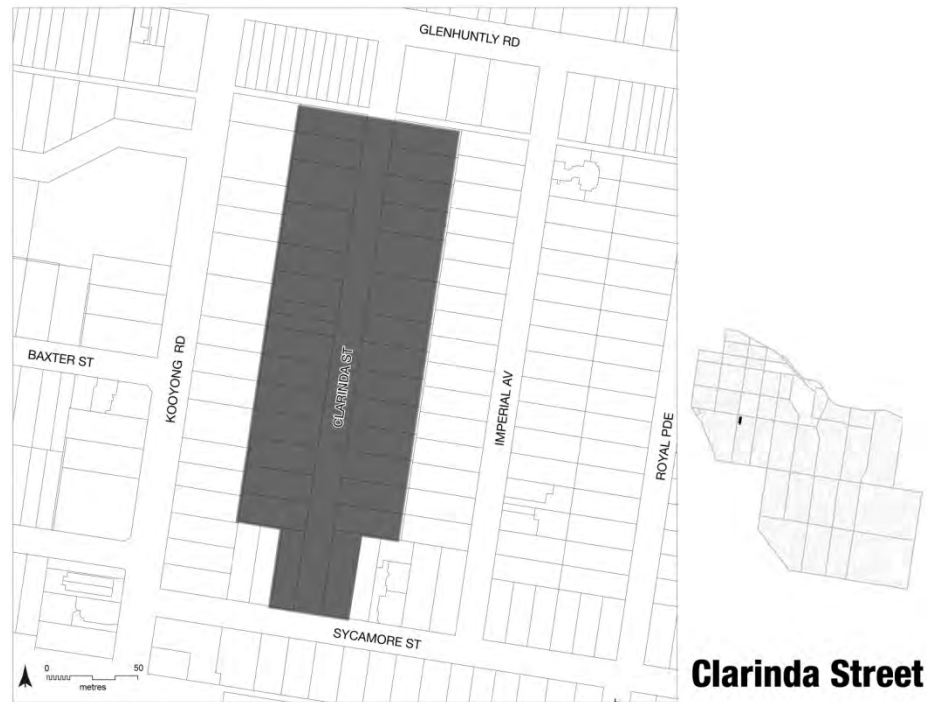 GLENHUNTLY RD
BAXTER ST
KOOYONG RD
CLARINDA ST
IMPERIAL AV
ROYAL PDE
SYCAMORE ST
0 50
metres
Clarinda Street